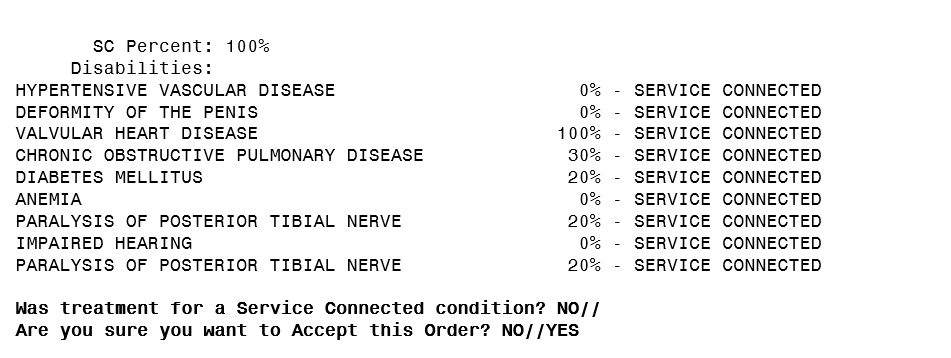 SC Percent: 100%
Disabilities:
HYPERTENSIVE VASCULAR DISEASE 0% - SERVICE CONNECTED
DEFORMITY OF THE PENIS 0% - SERVICE CONNECTED
VALVULAR HEART DISEASE 100% - SERVICE CONNECTED
CHRONIC OBSTRUCTIVE PULMONARY DISEASE 30% - SERVICE CONNECTED
DIABETES MELLITUS 20% - SERVICE CONNECTED
ANEMIA 0% - SERVICE CONNECTED
PARALYSIS OF POSTERIOR TIBIAL NERVE 20% - SERVICE CONNECTED
IMPAIRED HEARING 0% - SERVICE CONNECTED
PARALYSIS OF POSTERIOR TIBIAL NERVE 20% - SERVICE CONNECTED
Was treatment for a Service Connected condition? NO//
Are you sure you want to Accept this Order? NO//YES